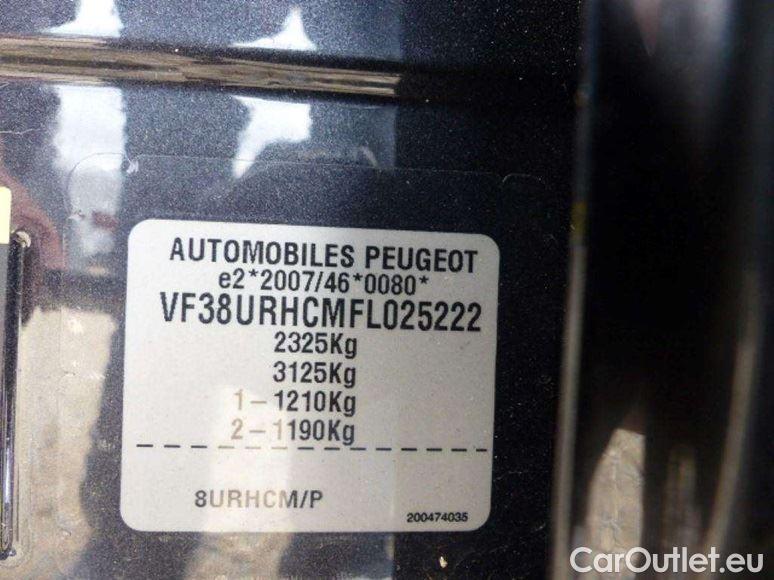 AUTOMOBILES PEUGEOT
e2*2007/46*0080*
VF38URHCMFL025222
2325Kg
3125Kg
1-1210Kg
2-1190Kg
8URHCM/P
200474035
CarOutlet.eu